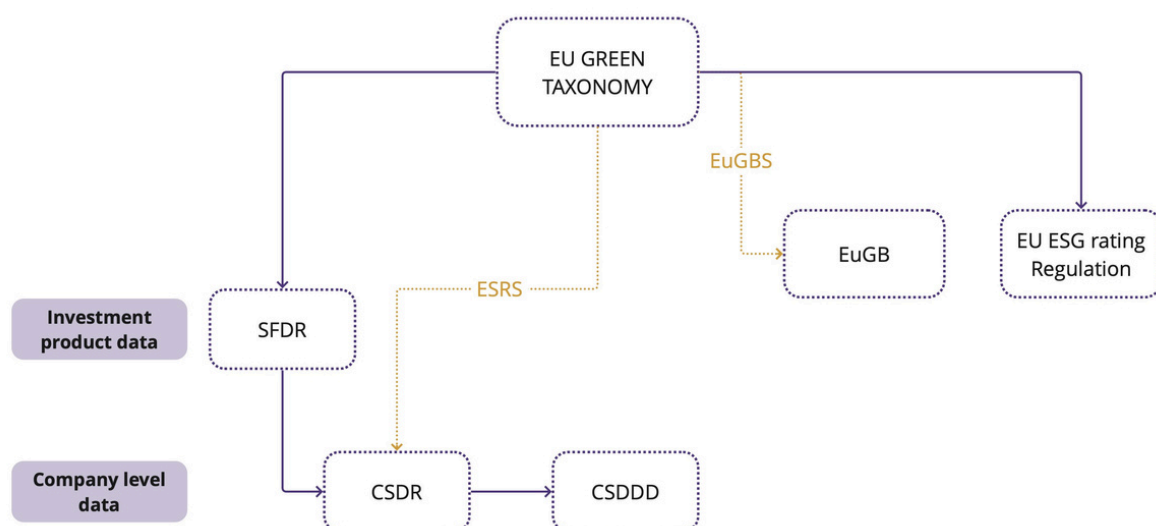 EU GREEN
TAXONOMY
EuGBS
EuGB
EU ESG rating
Regulation
ESRS
Investment
product data
SFDR
Company level
data
CSDR
CSDDD